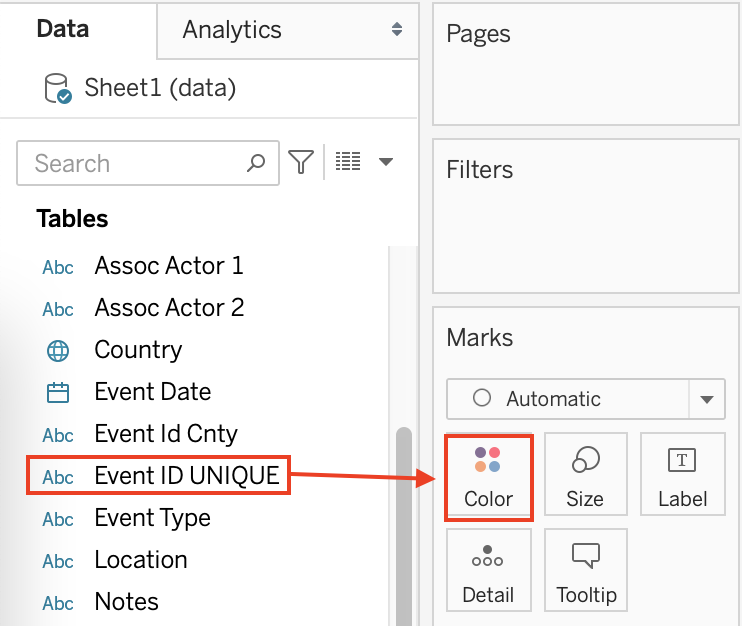 Data
Analytics
Sheet1 (data)
Search
Tables
Abc Assoc Actor 1
Abc Assoc Actor 2
Country
Event Date
Abc Event Id Cnty
Abc Event ID UNIQUE
Abc Event Type
Abc Location
Abc Notes
Pages
Filters
Marks
Automatic
Color
Size
T
Label
Detail
Tooltip